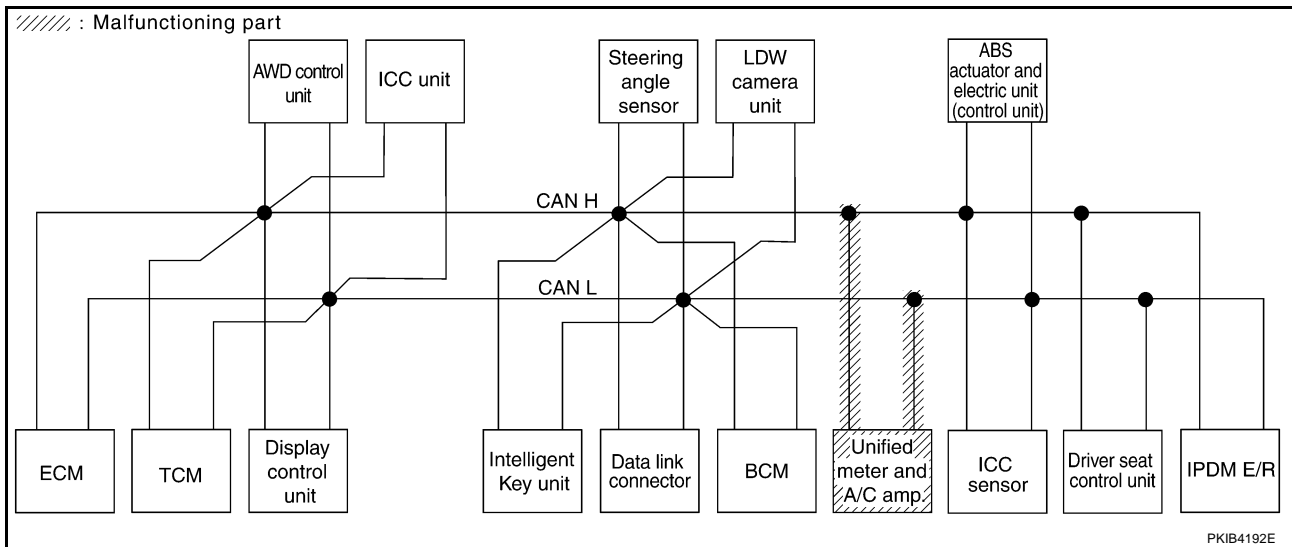 : Malfunctioning part
AWD control
unit
ICC unit
Steering
angle
sensor
LDW
camera
unit
ABS
actuator and
electric unit
(control unit)
CAN H
CAN L
ECM
TCM
Display
control
unit
Intelligent
Key unit
Data link
connector
BCM
Unified
meter and
A/C amp.
ICC
sensor
Driver seat
control unit
IPDM E/R
PKIB4192E